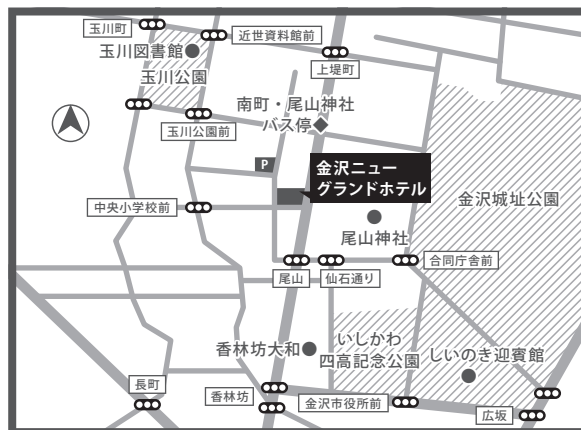 玉川町
近世資料館前
玉川図書館
玉川公園
上堤町
南町・尾山神社
バス停
玉川公園前
P
金沢ニュー
グランドホテル
金沢城址公園
中央小学校前
尾山神社
尾山
仙石通り
合同庁舎前
香林坊大和
いしかわ
四高記念公園
しいのき迎賓館
長町
香林坊
金沢市役所前
広坂